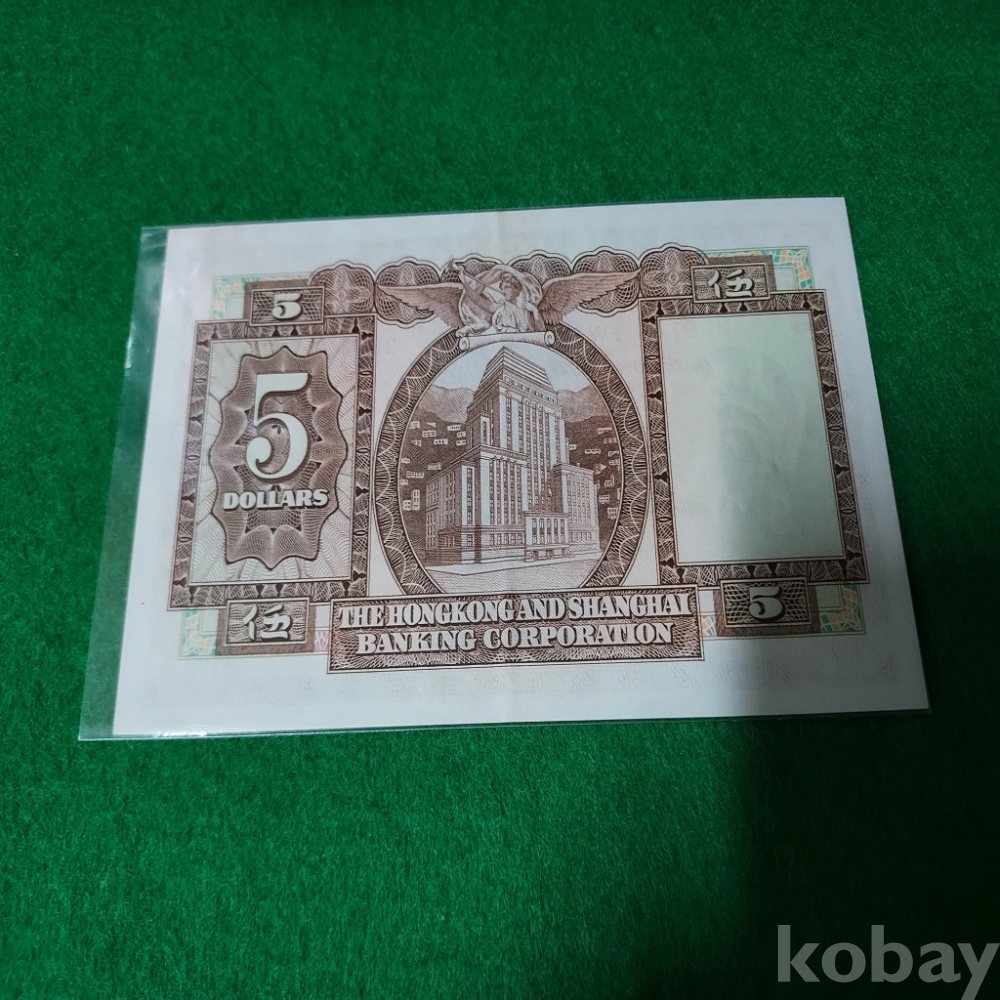 5
伍
5
DOLLARS
伍
THE HONGKONG AND SHANGHAI
BANKING CORPORATION
5
kobay